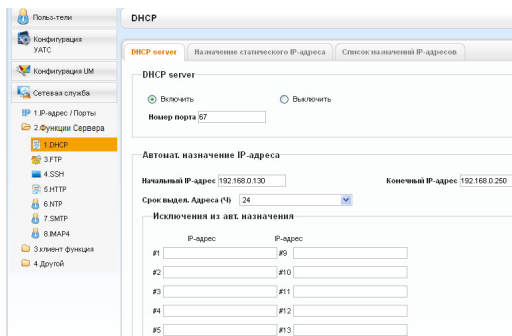 Польз-тели
Конфигурация
УАТС
Конфигурация UM
Сетевая служба
1.IP-адрес / Порты
2.Функции Сервера
1.DHCP
3.FTP
4.SSH
5.HTTP
6.NTP
7.SMTP
8.IMAP4
3.клиент функция
4.Другой
DHCP
DHCP server
Назначение статического IP-адреса
Список назначений IP-адресов
DHCP server
Включить
Выключить
Номер порта 67
Автомат. назначение IP-адреса
Начальный IP-адрес 192.168.0.130
Конечный IP-адрес 192.168.0.250
Срок выдел. Адреса (Ч) 24
Исключения из авт. назначения
IP-адрес IP-адрес
#1 #9
#2 #10
#3 #11
#4 #12
#5 #13